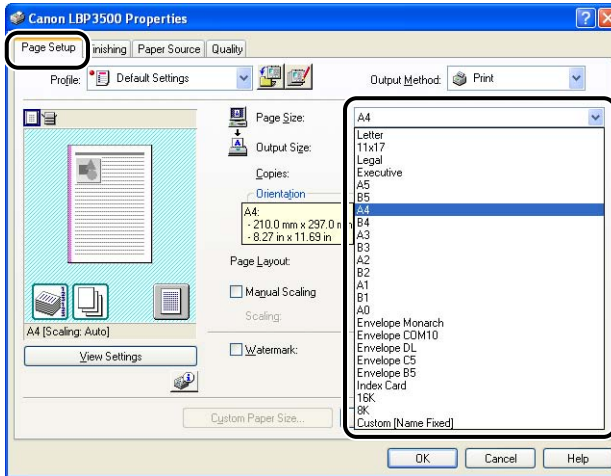 Canon LBP3500 Properties
Page Setup Finishing Paper Source Quality
Profile: Default Settings Output Method: Print
Page Size: A4
Output Size:
Copies:
Orientation
A4:
- 210.0 mm x 297.0 m
- 8.27 in x 11.69 in
Page Layout:
Manual Scaling
Scaling:
Watermark:
Letter
11x17
Legal
Executive
A5
B5
A4
B4
A3
B3
A2
B2
A1
B1
A0
Envelope Monarch
Envelope COM10
Envelope DL
Envelope C5
Envelope B5
Index Card
16K
8K
Custom [Name Fixed]
A4 [Scaling: Auto]
View Settings
Custom Paper Size...
OK Cancel Help